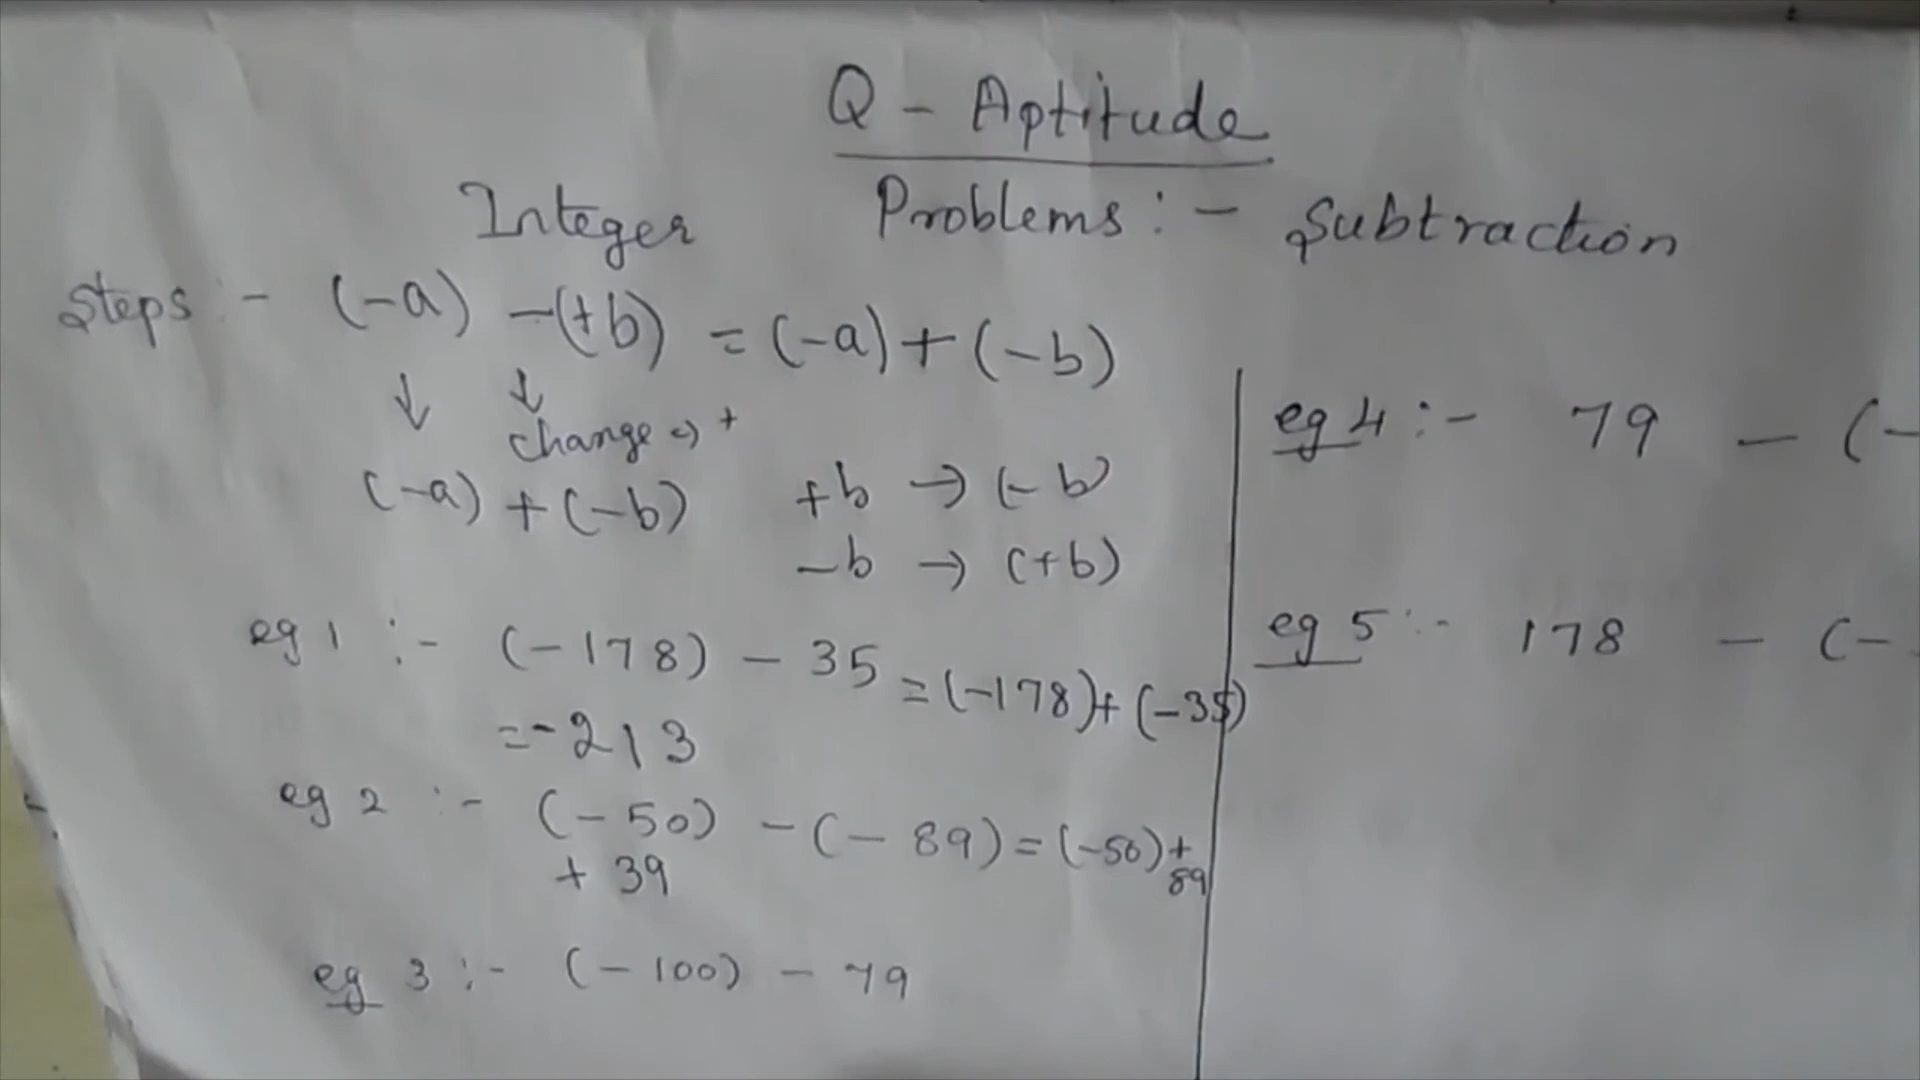 Q - Aptitude
Integer Problems :- Subtraction
Steps :- (-a) -(+b) = (-a)+(-b)
↓ ↓
change => +
(-a) + (-b) +b → (-b)
-b → (+b)
eg 1 :- (-178) - 35 = (-178)+(-35)
= -213
eg 2 :- (-50) -(- 89) = (-50)+ 89
+ 39
eg 3 :- (-100) - 79
eg 4 :- 79 - (-
eg 5 :- 178 - (-